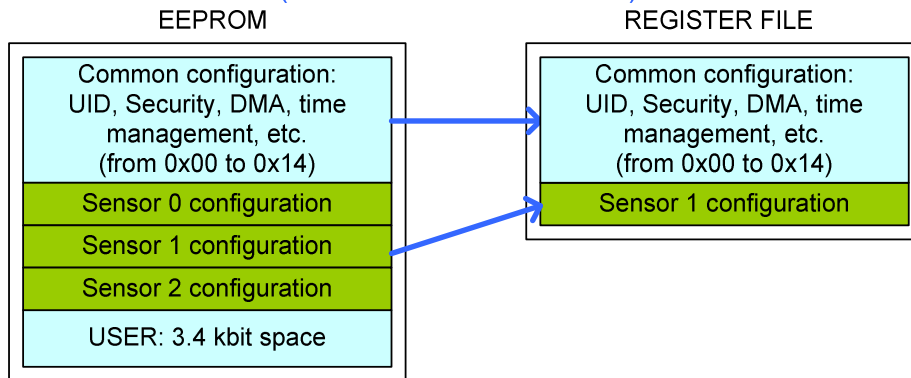 EEPROM
Common configuration:
UID, Security, DMA, time
management, etc.
(from 0x00 to 0x14)
Sensor 0 configuration
Sensor 1 configuration
Sensor 2 configuration
USER: 3.4 kbit space
REGISTER FILE
Common configuration:
UID, Security, DMA, time
management, etc.
(from 0x00 to 0x14)
Sensor 1 configuration